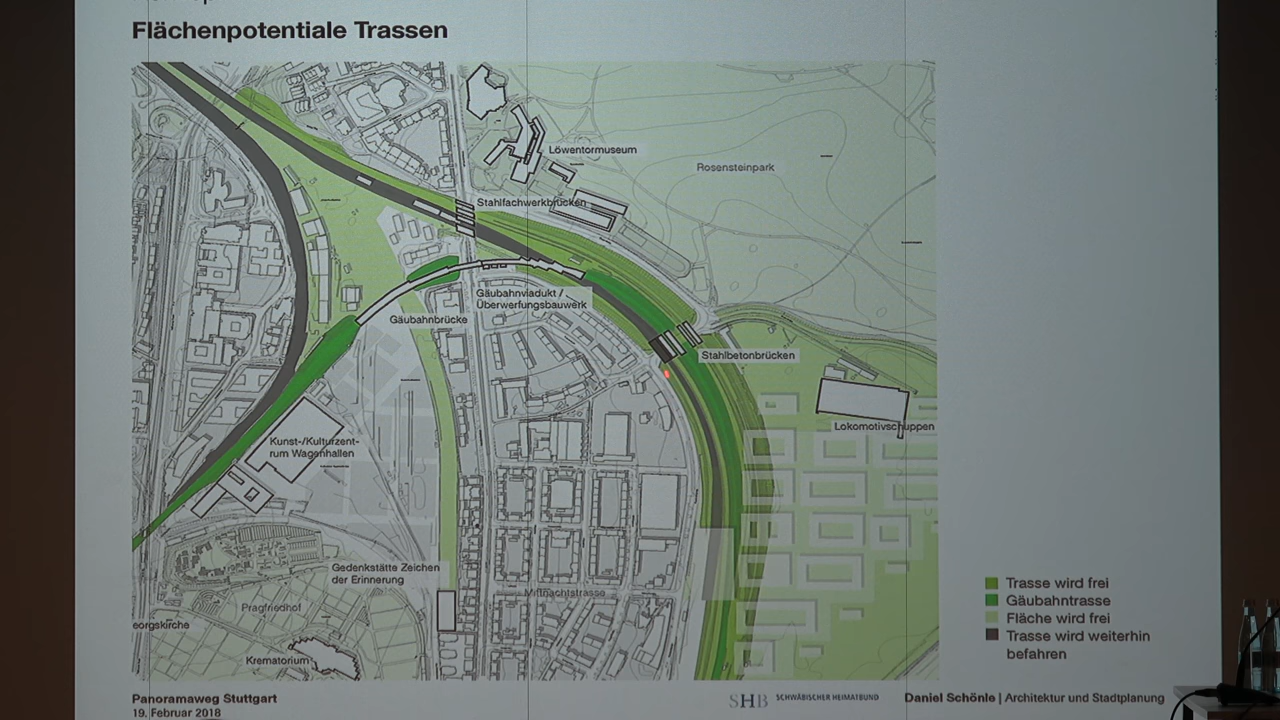 Flächenpotentiale Trassen
Löwentormuseum
Rosensteinpark
Stahlfachwerkbrücken
Gäubahnviadukt /
Überwerfungsbauwerk
Gäubahnbrücke
Stahlbetonbrücken
Lokomotivschuppen
Kunst-/Kulturzent-
rum Wagenhallen
Gedenkstätte Zeichen
der Erinnerung
Mittnachtstrasse
Pragfriedhof
eorgskirche
Krematorium
Trasse wird frei
Gäubahntrasse
Fläche wird frei
Trasse wird weiterhin
befahren
Panoramaweg Stuttgart
19. Februar 2018
SHB SCHWÄBISCHER HEIMATBUND
Daniel Schönle | Architektur und Stadtplanung